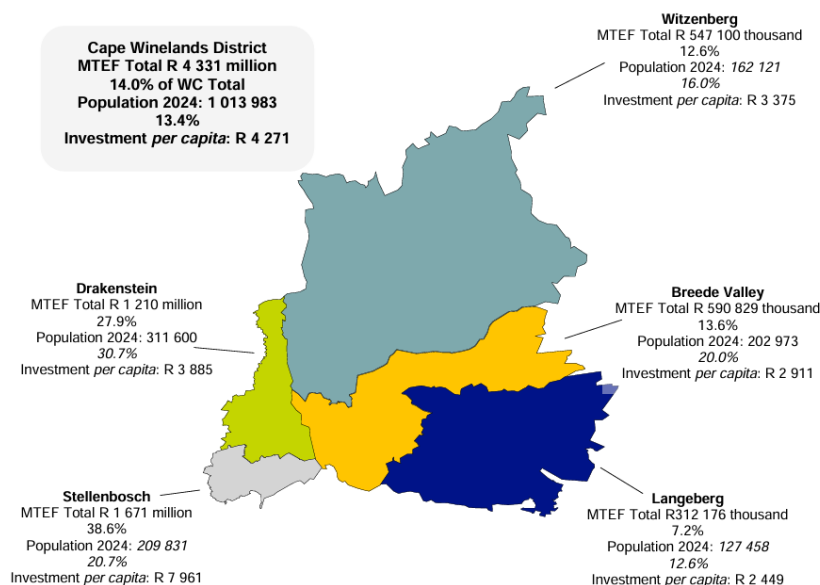 Cape Winelands District
MTEF Total R 4 331 million
14.0% of WC Total
Population 2024: 1 013 983
13.4%
Investment per capita: R 4 271
Witzenberg
MTEF Total R 547 100 thousand
12.6%
Population 2024: 162 121
16.0%
Investment per capita: R 3 375
Drakenstein
MTEF Total R 1 210 million
27.9%
Population 2024: 311 600
30.7%
Investment per capita: R 3 885
Breede Valley
MTEF Total R 590 829 thousand
13.6%
Population 2024: 202 973
20.0%
Investment per capita: R 2 911
Stellenbosch
MTEF Total R 1 671 million
38.6%
Population 2024: 209 831
20.7%
Investment per capita: R 7 961
Langeberg
MTEF Total R312 176 thousand
7.2%
Population 2024: 127 458
12.6%
Investment per capita: R 2 449